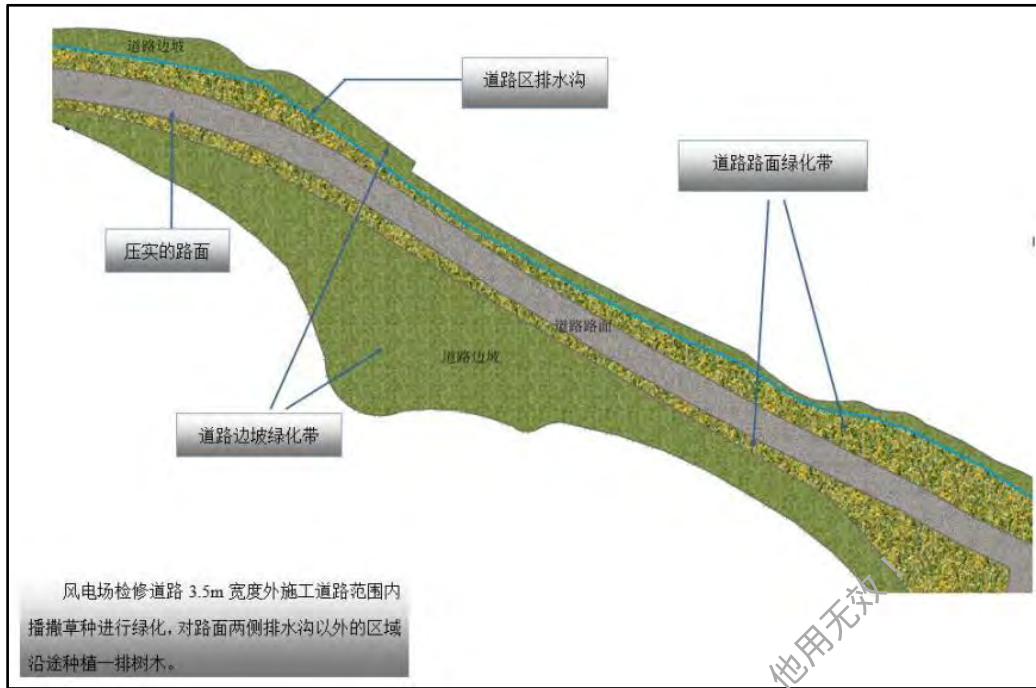 道路边坡
道路区排水沟
道路路面绿化带
压实的路面
道路路面
道路边坡
道路边坡绿化带
风电场检修道路 3.5m 宽度外施工道路范围内
播撒草种进行绿化，对路面两侧排水沟以外的区域
沿途种植一排树木。
他用无效！